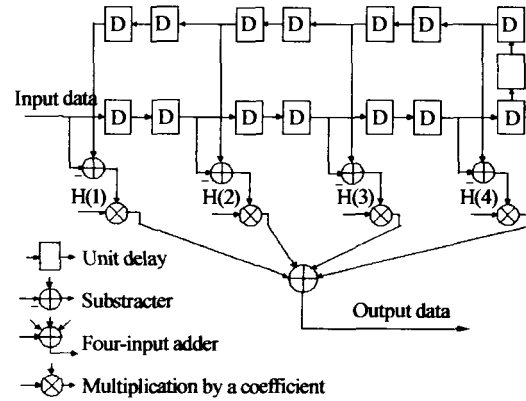 D D D D D D D
Input data
D D D D D D D
H(1) H(2) H(3) H(4)
Unit delay
Substracter
Output data
Four-input adder
Multiplication by a coefficient